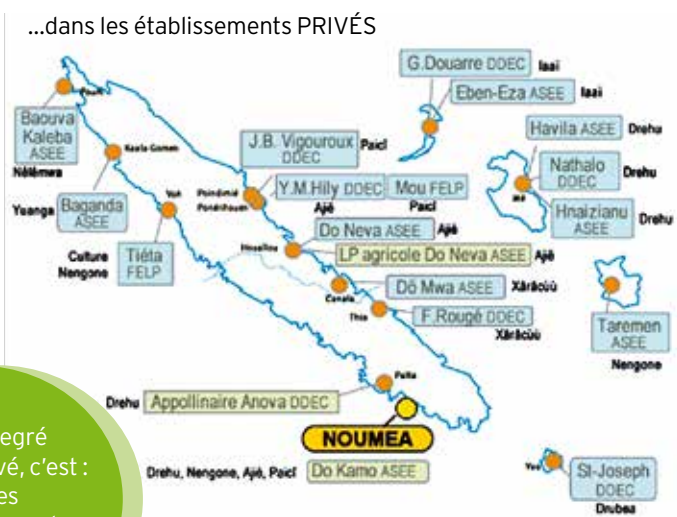 ...dans les établissements PRIVÉS
G.Douarre DDEC Iaai
Eben-Eza ASEE Iaai
Poum
Baouva
Kaleba
ASEE
Nêlêmwa
Havila ASEE Drehu
J.B. Vigouroux Paicî
DDEC
Kaala Gomen
Nathalo Drehu
DDEC
Poindimié
Ponérihouen
Y.M.Hily DDEC
Ajië
Mou FELP
Paicî
Hnaizianu Drehu
ASEE
Yuanga
Baganda
ASEE
Voh
Do Neva ASEE Ajië
Houaïlou
LP agricole Do Neva ASEE Ajië
Culture
Nengone
Tiéta
FELP
Canala
Dö Mwa ASEE Xârâcùù
Thio
F.Rougé DDEC
Xârâcùù
Taremen
ASEE
Nengone
Païta
Drehu Appollinaire Anova DDEC
NOUMEA
Drehu, Nengone, Ajië, Paicî Do Kamo ASEE
St-Joseph
DDEC
Drubea
egré
vé, c'est :
es